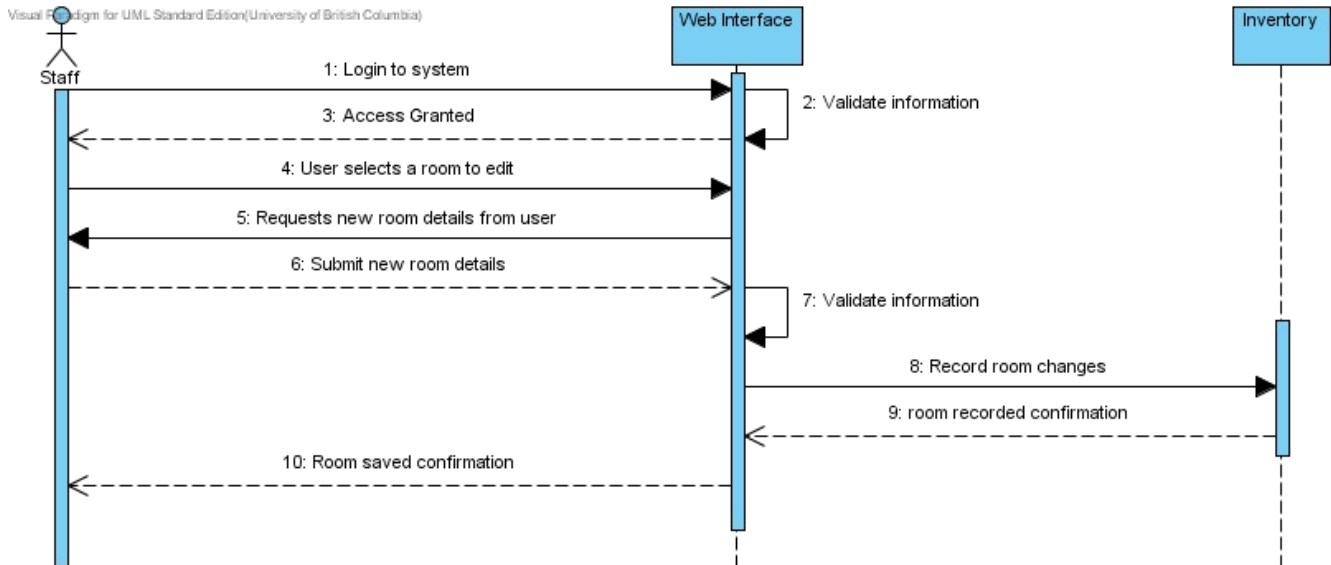 Visual Paradigm for UML Standard Edition(University of British Columbia)
Staff
Web Interface
Inventory
1: Login to system
2: Validate information
3: Access Granted
4: User selects a room to edit
5: Requests new room details from user
6: Submit new room details
7: Validate information
8: Record room changes
9: room recorded confirmation
10: Room saved confirmation